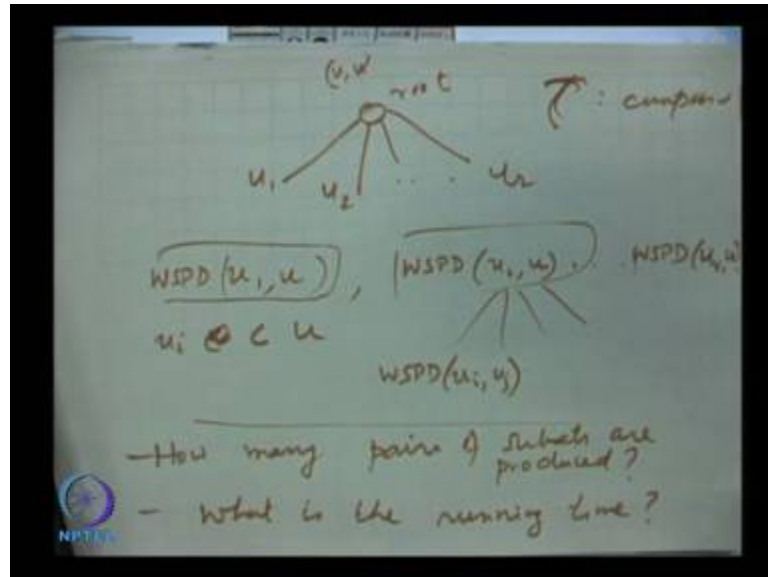 (u, u)
root
T : compress
u₁ u₂ . . . . uᵣ
WSPD (u₁, u) , WSPD (u₂, u) . . WSPD(uᵣ, u)
uᵢ ⊂ u
WSPD (uᵢ, uⱼ)
- How many pairs of subsets are
produced?
- What is the running time?
NPTEL